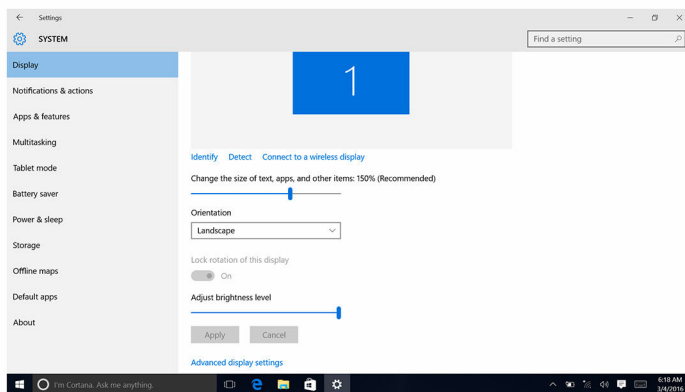 Settings
SYSTEM
Find a setting
Display
Notifications & actions
Apps & features
Multitasking
Tablet mode
Battery saver
Power & sleep
Storage
Offline maps
Default apps
About
1
Identify Detect Connect to a wireless display
Change the size of text, apps, and other items: 150% (Recommended)
Orientation
Landscape
Lock rotation of this display
On
Adjust brightness level
Apply Cancel
Advanced display settings
I'm Cortana. Ask me anything.
6:18 AM
3/4/2016